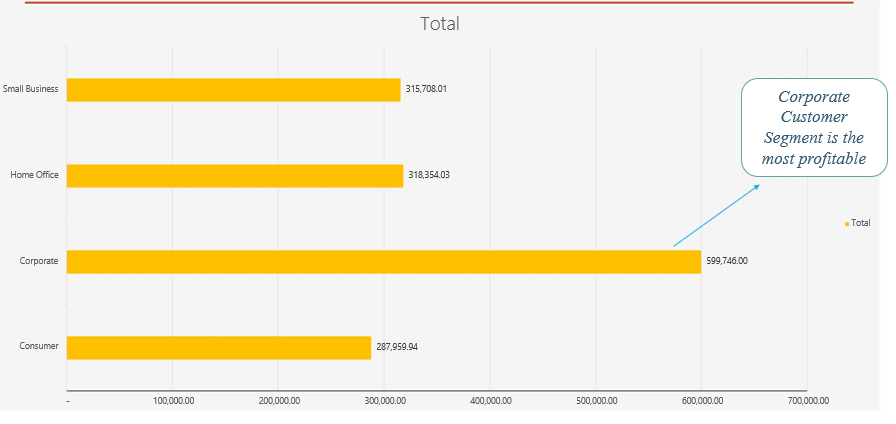 Total
Small Business
315,708.01
Home Office
318,354.03
Corporate
599,746.00
Consumer
287,959.94
-
100,000.00
200,000.00
300,000.00
400,000.00
500,000.00
600,000.00
700,000.00
Corporate
Customer
Segment is the
most profitable
Total